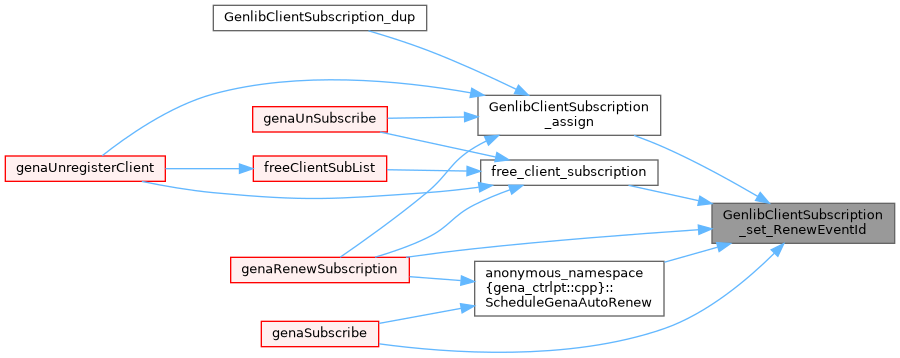 GenlibClientSubscription_dup
GenlibClientSubscription
_assign
genaUnSubscribe
genaUnregisterClient
freeClientSubList
free_client_subscription
GenlibClientSubscription
_set_RenewEventId
genaRenewSubscription
anonymous_namespace
{gena_ctrlpt::cpp}::
ScheduleGenaAutoRenew
genaSubscribe